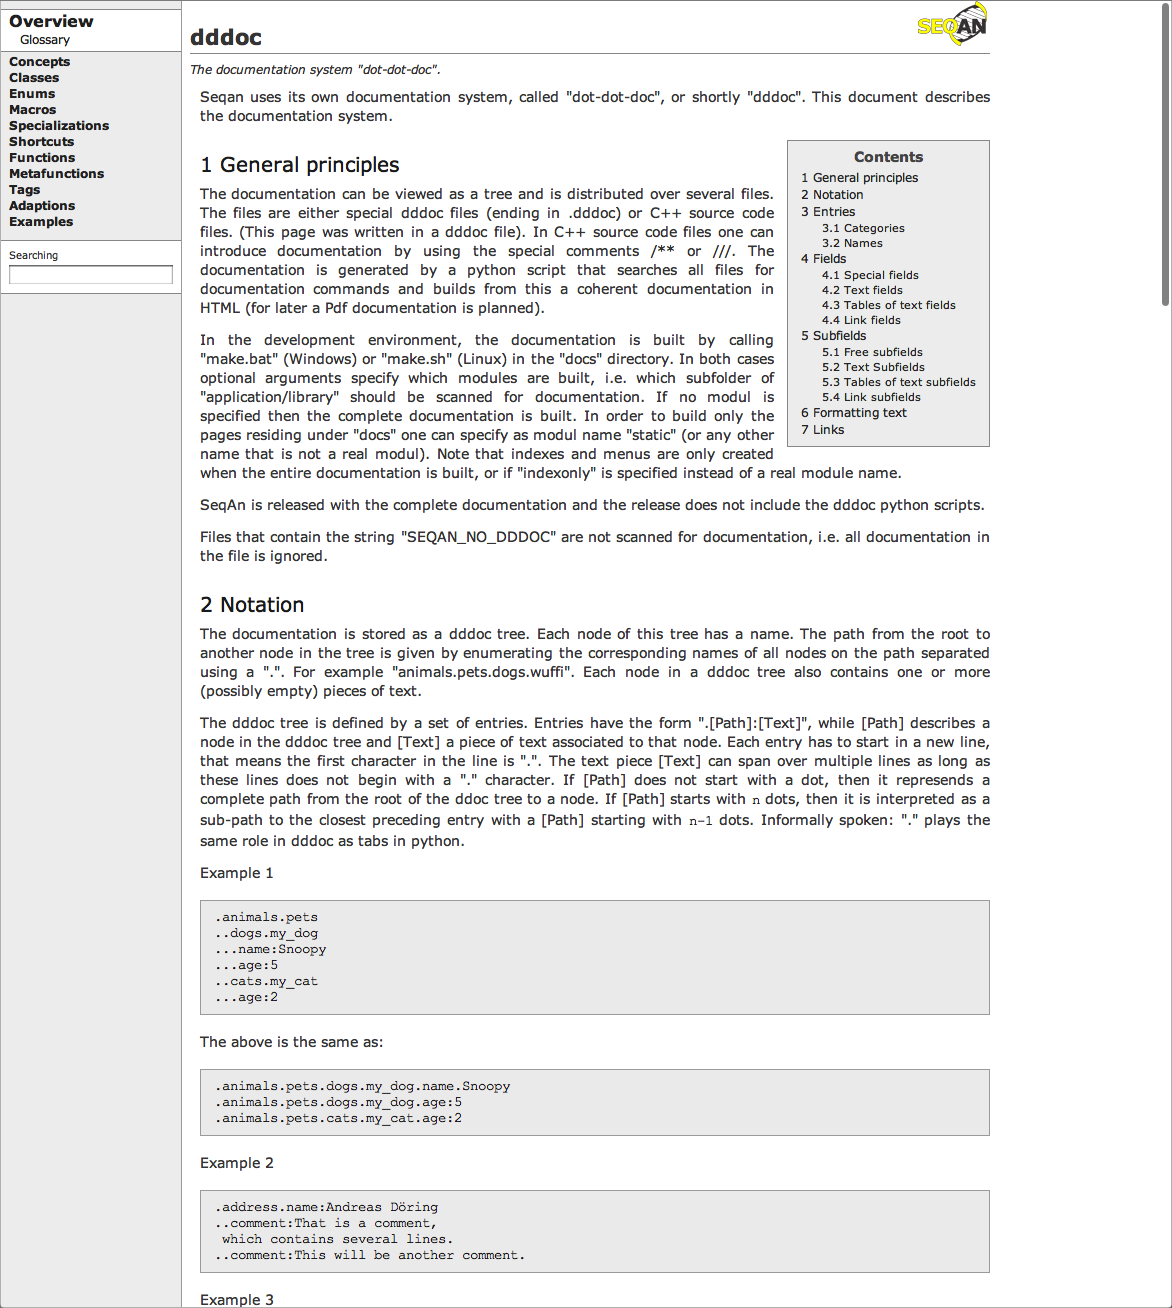 Overview
Glossary
Concepts
Classes
Enums
Macros
Specializations
Shortcuts
Functions
Metafunctions
Tags
Adaptions
Examples
Searching
SEQAN
dddoc
The documentation system "dot-dot-doc".
Seqan uses its own documentation system, called "dot-dot-doc", or shortly "dddoc". This document describes
the documentation system.
1 General principles
The documentation can be viewed as a tree and is distributed over several files.
The files are either special dddoc files (ending in .dddoc) or C++ source code
files. (This page was written in a dddoc file). In C++ source code files one can
introduce documentation by using the special comments /** or ///. The
documentation is generated by a python script that searches all files for
documentation commands and builds from this a coherent documentation in
HTML (for later a Pdf documentation is planned).
In the development environment, the documentation is built by calling
"make.bat" (Windows) or "make.sh" (Linux) in the "docs" directory. In both cases
optional arguments specify which modules are built, i.e. which subfolder of
"application/library" should be scanned for documentation. If no modul is
specified then the complete documentation is built. In order to build only the
pages residing under "docs" one can specify as modul name "static" (or any other
name that is not a real modul). Note that indexes and menus are only created
when the entire documentation is built, or if "indexonly" is specified instead of a real module name.
Contents
1 General principles
2 Notation
3 Entries
3.1 Categories
3.2 Names
4 Fields
4.1 Special fields
4.2 Text fields
4.3 Tables of text fields
4.4 Link fields
5 Subfields
5.1 Free subfields
5.2 Text Subfields
5.3 Tables of text subfields
5.4 Link subfields
6 Formatting text
7 Links
SeqAn is released with the complete documentation and the release does not include the dddoc python scripts.
Files that contain the string "SEQAN_NO_DDDOC" are not scanned for documentation, i.e. all documentation in
the file is ignored.
2 Notation
The documentation is stored as a dddoc tree. Each node of this tree has a name. The path from the root to
another node in the tree is given by enumerating the corresponding names of all nodes on the path separated
using a ".". For example "animals.pets.dogs.wuffi". Each node in a dddoc tree also contains one or more
(possibly empty) pieces of text.
The dddoc tree is defined by a set of entries. Entries have the form ".[Path]:[Text]", while [Path] describes a
node in the dddoc tree and [Text] a piece of text associated to that node. Each entry has to start in a new line,
that means the first character in the line is ".". The text piece [Text] can span over multiple lines as long as
these lines does not begin with a "." character. If [Path] does not start with a dot, then it represends a
complete path from the root of the ddoc tree to a node. If [Path] starts with n dots, then it is interpreted as a
sub-path to the closest preceding entry with a [Path] starting with n-1 dots. Informally spoken: "." plays the
same role in dddoc as tabs in python.
Example 1
.animals.pets
..dogs.my_dog
...name:Snoopy
...age:5
..cats.my_cat
...age:2
The above is the same as:
.animals.pets.dogs.my_dog.name.Snoopy
.animals.pets.dogs.my_dog.age:5
.animals.pets.cats.my_cat.age:2
Example 2
.address.name:Andreas Döring
..comment:That is a comment,
which contains several lines.
..comment:This will be another comment.
Example 3